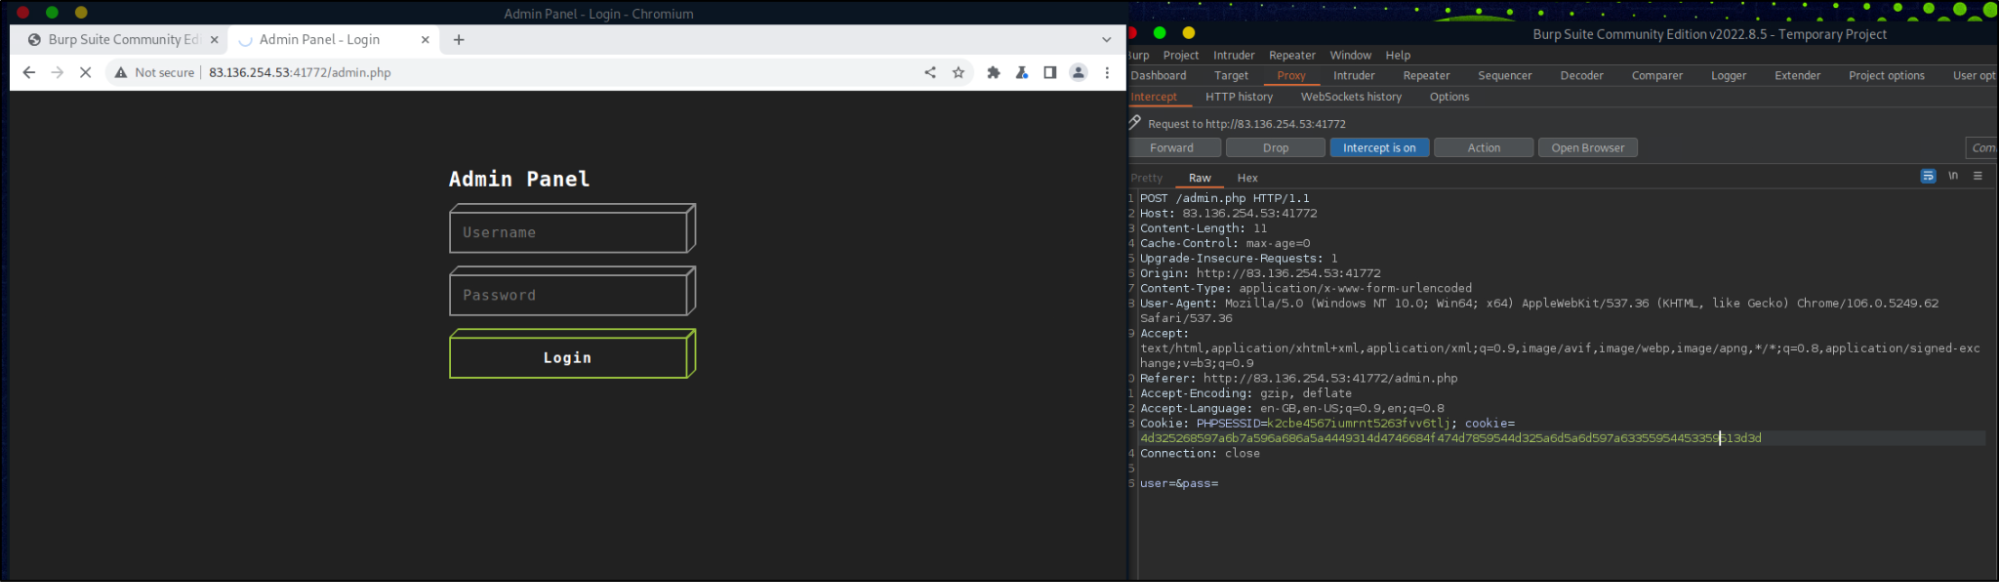 Admin Panel - Login - Chromium
Burp Suite Community Edi
Admin Panel - Login
Not secure
83.136.254.53:41772/admin.php
Admin Panel
Username
Password
Login
Burp Suite Community Edition v2022.8.5 - Temporary Project
Burp Project Intruder Repeater Window Help
Dashboard Target Proxy Intruder Repeater Sequencer Decoder Comparer Logger Extender Project options User opt
Intercept HTTP history WebSockets history Options
Request to http://83.136.254.53:41772
Forward Drop Intercept is on Action Open Browser Com
Pretty Raw Hex \n
1 POST /admin.php HTTP/1.1
2 Host: 83.136.254.53:41772
3 Content-Length: 11
4 Cache-Control: max-age=0
5 Upgrade-Insecure-Requests: 1
6 Origin: http://83.136.254.53:41772
7 Content-Type: application/x-www-form-urlencoded
8 User-Agent: Mozilla/5.0 (Windows NT 10.0; Win64; x64) AppleWebKit/537.36 (KHTML, like Gecko) Chrome/106.0.5249.62
Safari/537.36
9 Accept:
text/html,application/xhtml+xml,application/xml;q=0.9,image/avif,image/webp,image/apng,*/*;q=0.8,application/signed-exc
hange;v=b3;q=0.9
0 Referer: http://83.136.254.53:41772/admin.php
1 Accept-Encoding: gzip, deflate
2 Accept-Language: en-GB,en-US;q=0.9,en;q=0.8
3 Cookie: PHPSESSID=k2cbe4567iumrnt5263fvv6tlj; cookie=
4d325268597a6b7a596a686a5a4449314d4746684f474d7859544d325a6d5a6d597a63355954453359613d3d
4 Connection: close
5
6 user=&pass=